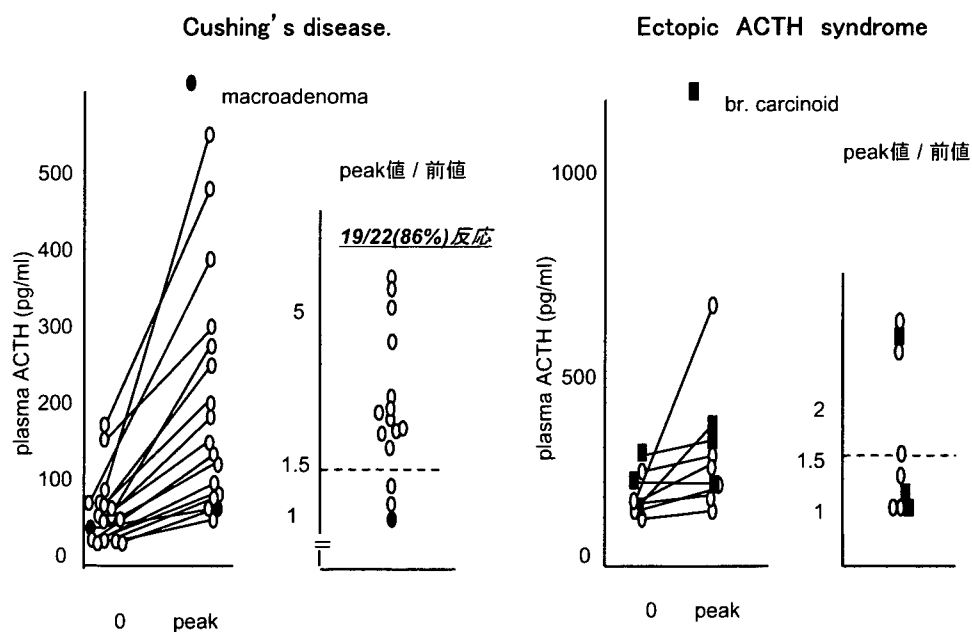 Cushing's disease.
macroadenoma
plasma ACTH (pg/ml)
500
400
300
200
100
0
0 peak
peak値 / 前値
19/22(86%)反応
5
1.5
1
Ectopic ACTH syndrome
br. carcinoid
plasma ACTH (pg/ml)
1000
500
0
0 peak
peak値 / 前値
2
1.5
1